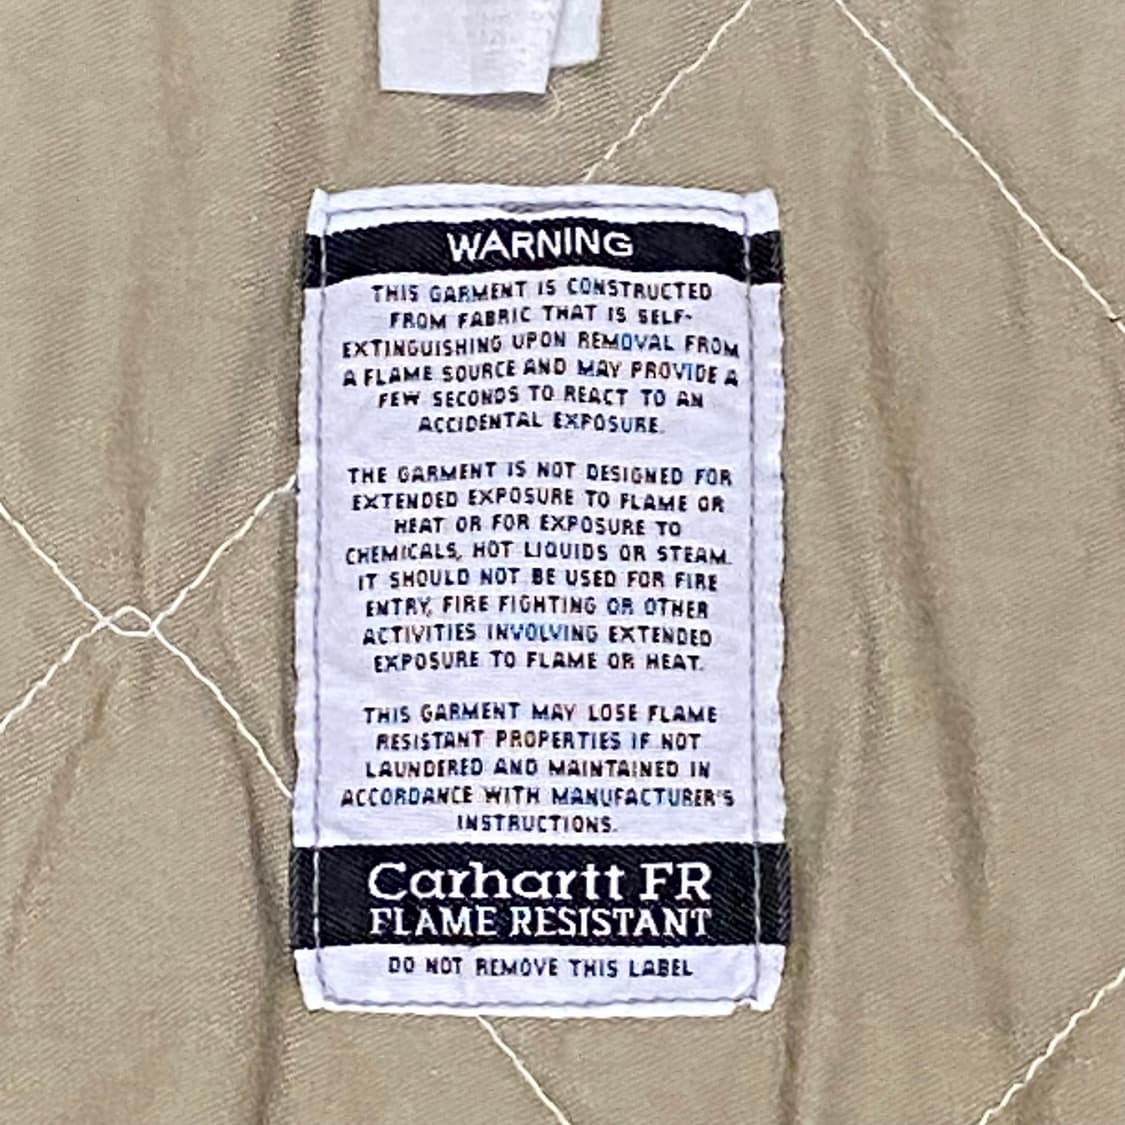 WARNING
THIS GARMENT IS CONSTRUCTED
FROM FABRIC THAT IS SELF-
EXTINGUISHING UPON REMOVAL FROM
A FLAME SOURCE AND MAY PROVIDE A
FEW SECONDS TO REACT TO AN
ACCIDENTAL EXPOSURE.
THE GARMENT IS NOT DESIGNED FOR
EXTENDED EXPOSURE TO FLAME OR
HEAT OR FOR EXPOSURE TO
CHEMICALS, HOT LIQUIDS OR STEAM.
IT SHOULD NOT BE USED FOR FIRE
ENTRY, FIRE FIGHTING OR OTHER
ACTIVITIES INVOLVING EXTENDED
EXPOSURE TO FLAME OR HEAT.
THIS GARMENT MAY LOSE FLAME
RESISTANT PROPERTIES IF NOT
LAUNDERED AND MAINTAINED IN
ACCORDANCE WITH MANUFACTURER'S
INSTRUCTIONS.
Carhartt FR
FLAME RESISTANT
DO NOT REMOVE THIS LABEL